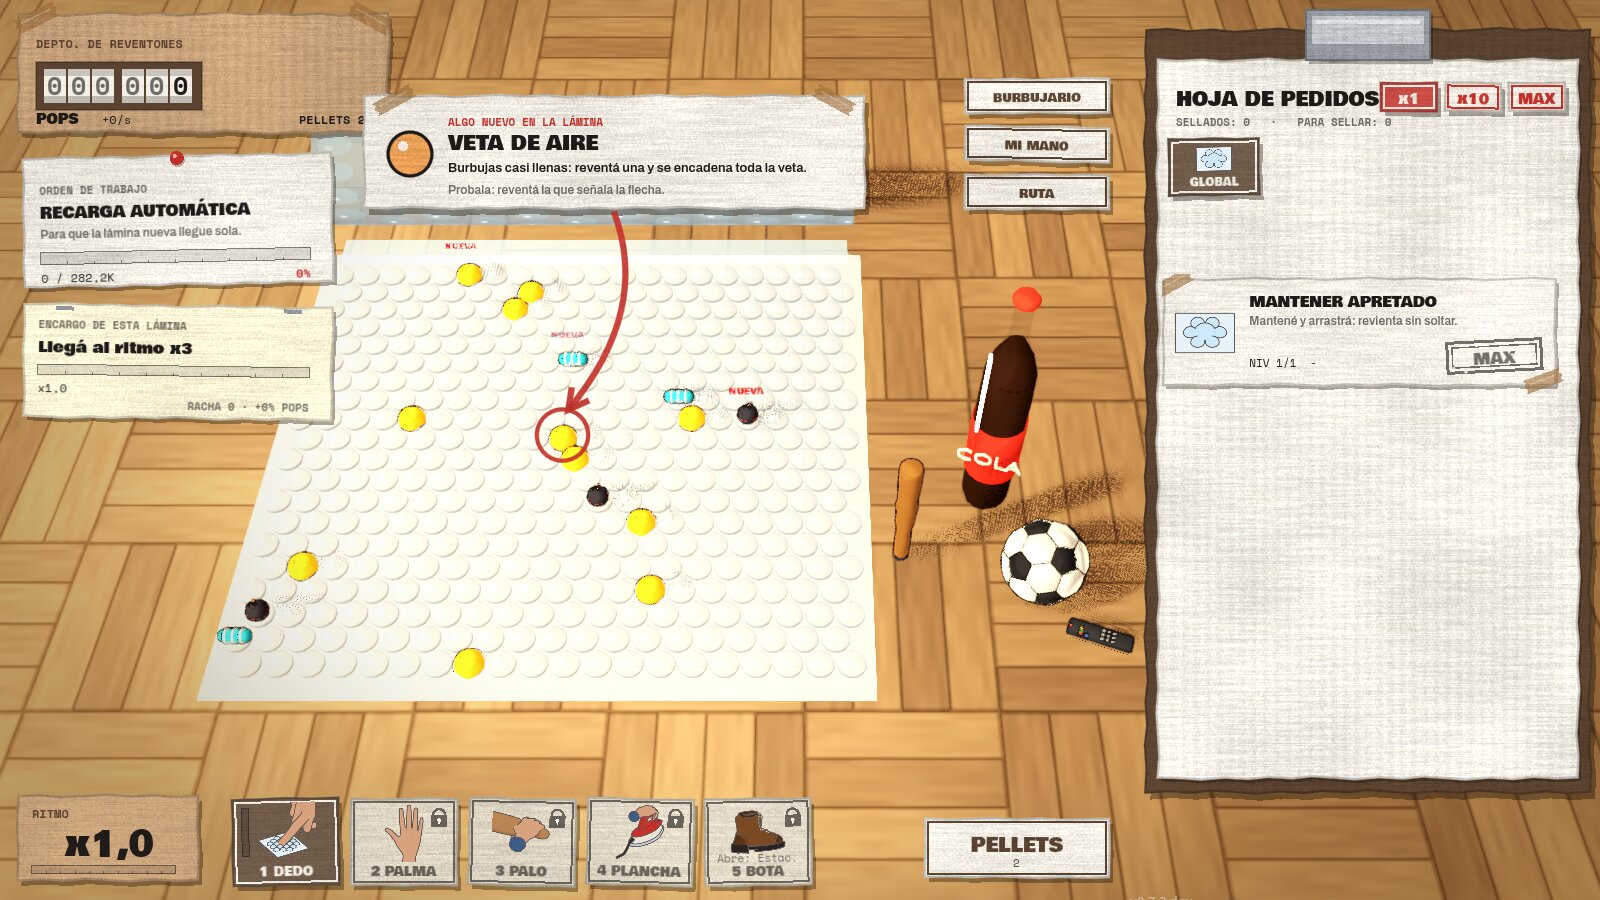 DEPTO. DE REVENTONES
000 000
POPS +0/s PELLETS 2
ORDEN DE TRABAJO
RECARGA AUTOMÁTICA
Para que la lámina nueva llegue sola.
0 / 282,2K 0%
ENCARGO DE ESTA LÁMINA
Llegá al ritmo x3
x1,0
RACHA 0 · +0% POPS
ALGO NUEVO EN LA LÁMINA
VETA DE AIRE
Burbujas casi llenas: reventá una y se encadena toda la veta.
Probala: reventá la que señala la flecha.
NUEVA
NUEVA
NUEVA
BURBUJARIO
MI MANO
RUTA
COLA
HOJA DE PEDIDOS x1 x10 MAX
SELLADOS: 0 · PARA SELLAR: 0
GLOBAL
MANTENER APRETADO
Mantené y arrastrá: revienta sin soltar.
NIV 1/1 - MAX
RITMO
x1,0
1 DEDO
2 PALMA
3 PALO
4 PLANCHA
Abre: Estac.
5 BOTA
PELLETS
2